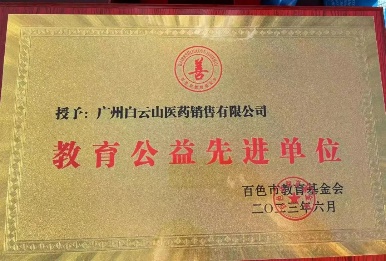 善
授予：广州白云山医药销售有限公司
教育公益先进单位
百色市教育基金会
二〇二三年六月